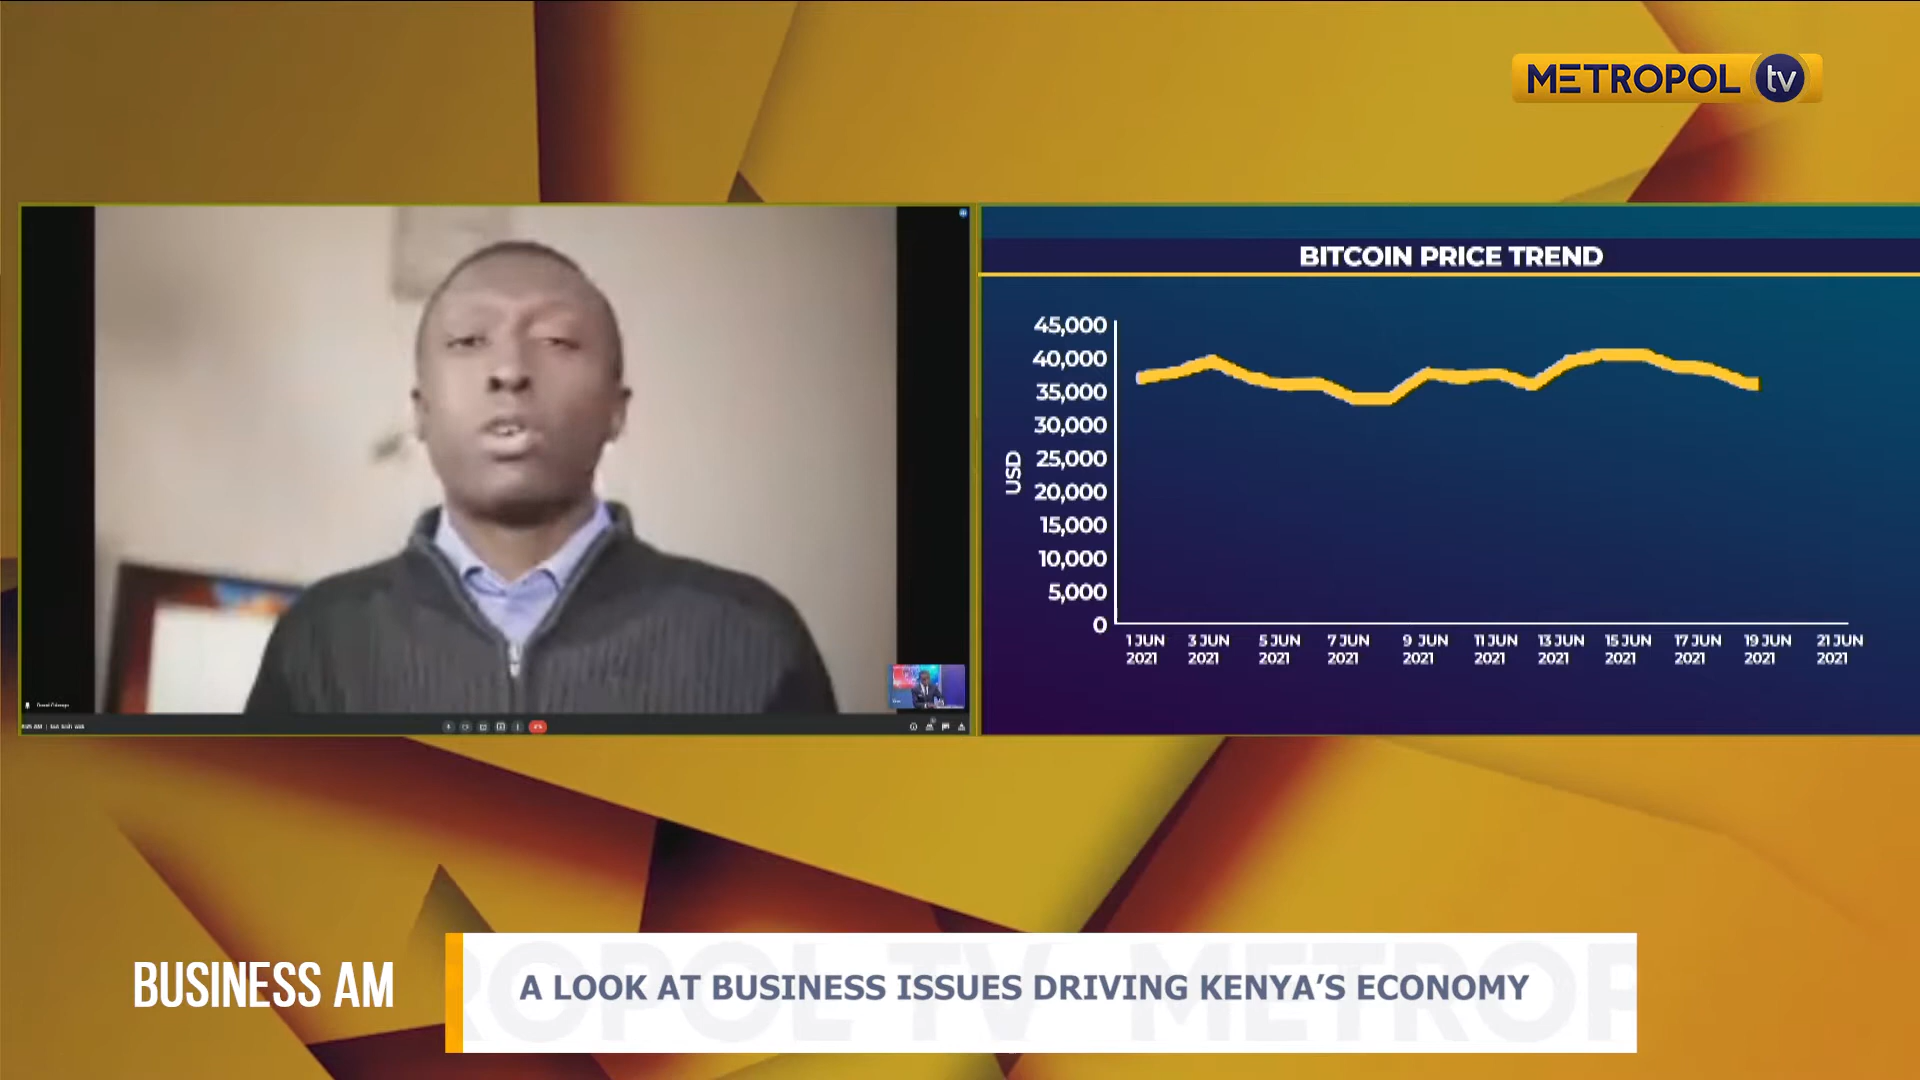 METROPOL tv
BITCOIN PRICE TREND
45,000
40,000
35,000
30,000
25,000
20,000
15,000
10,000
5,000
0
USD
1 JUN 2021
3 JUN 2021
5 JUN 2021
7 JUN 2021
9 JUN 2021
11 JUN 2021
13 JUN 2021
15 JUN 2021
17 JUN 2021
19 JUN 2021
21 JUN 2021
BUSINESS AM
A LOOK AT BUSINESS ISSUES DRIVING KENYA'S ECONOMY
ROPOL TV METROP